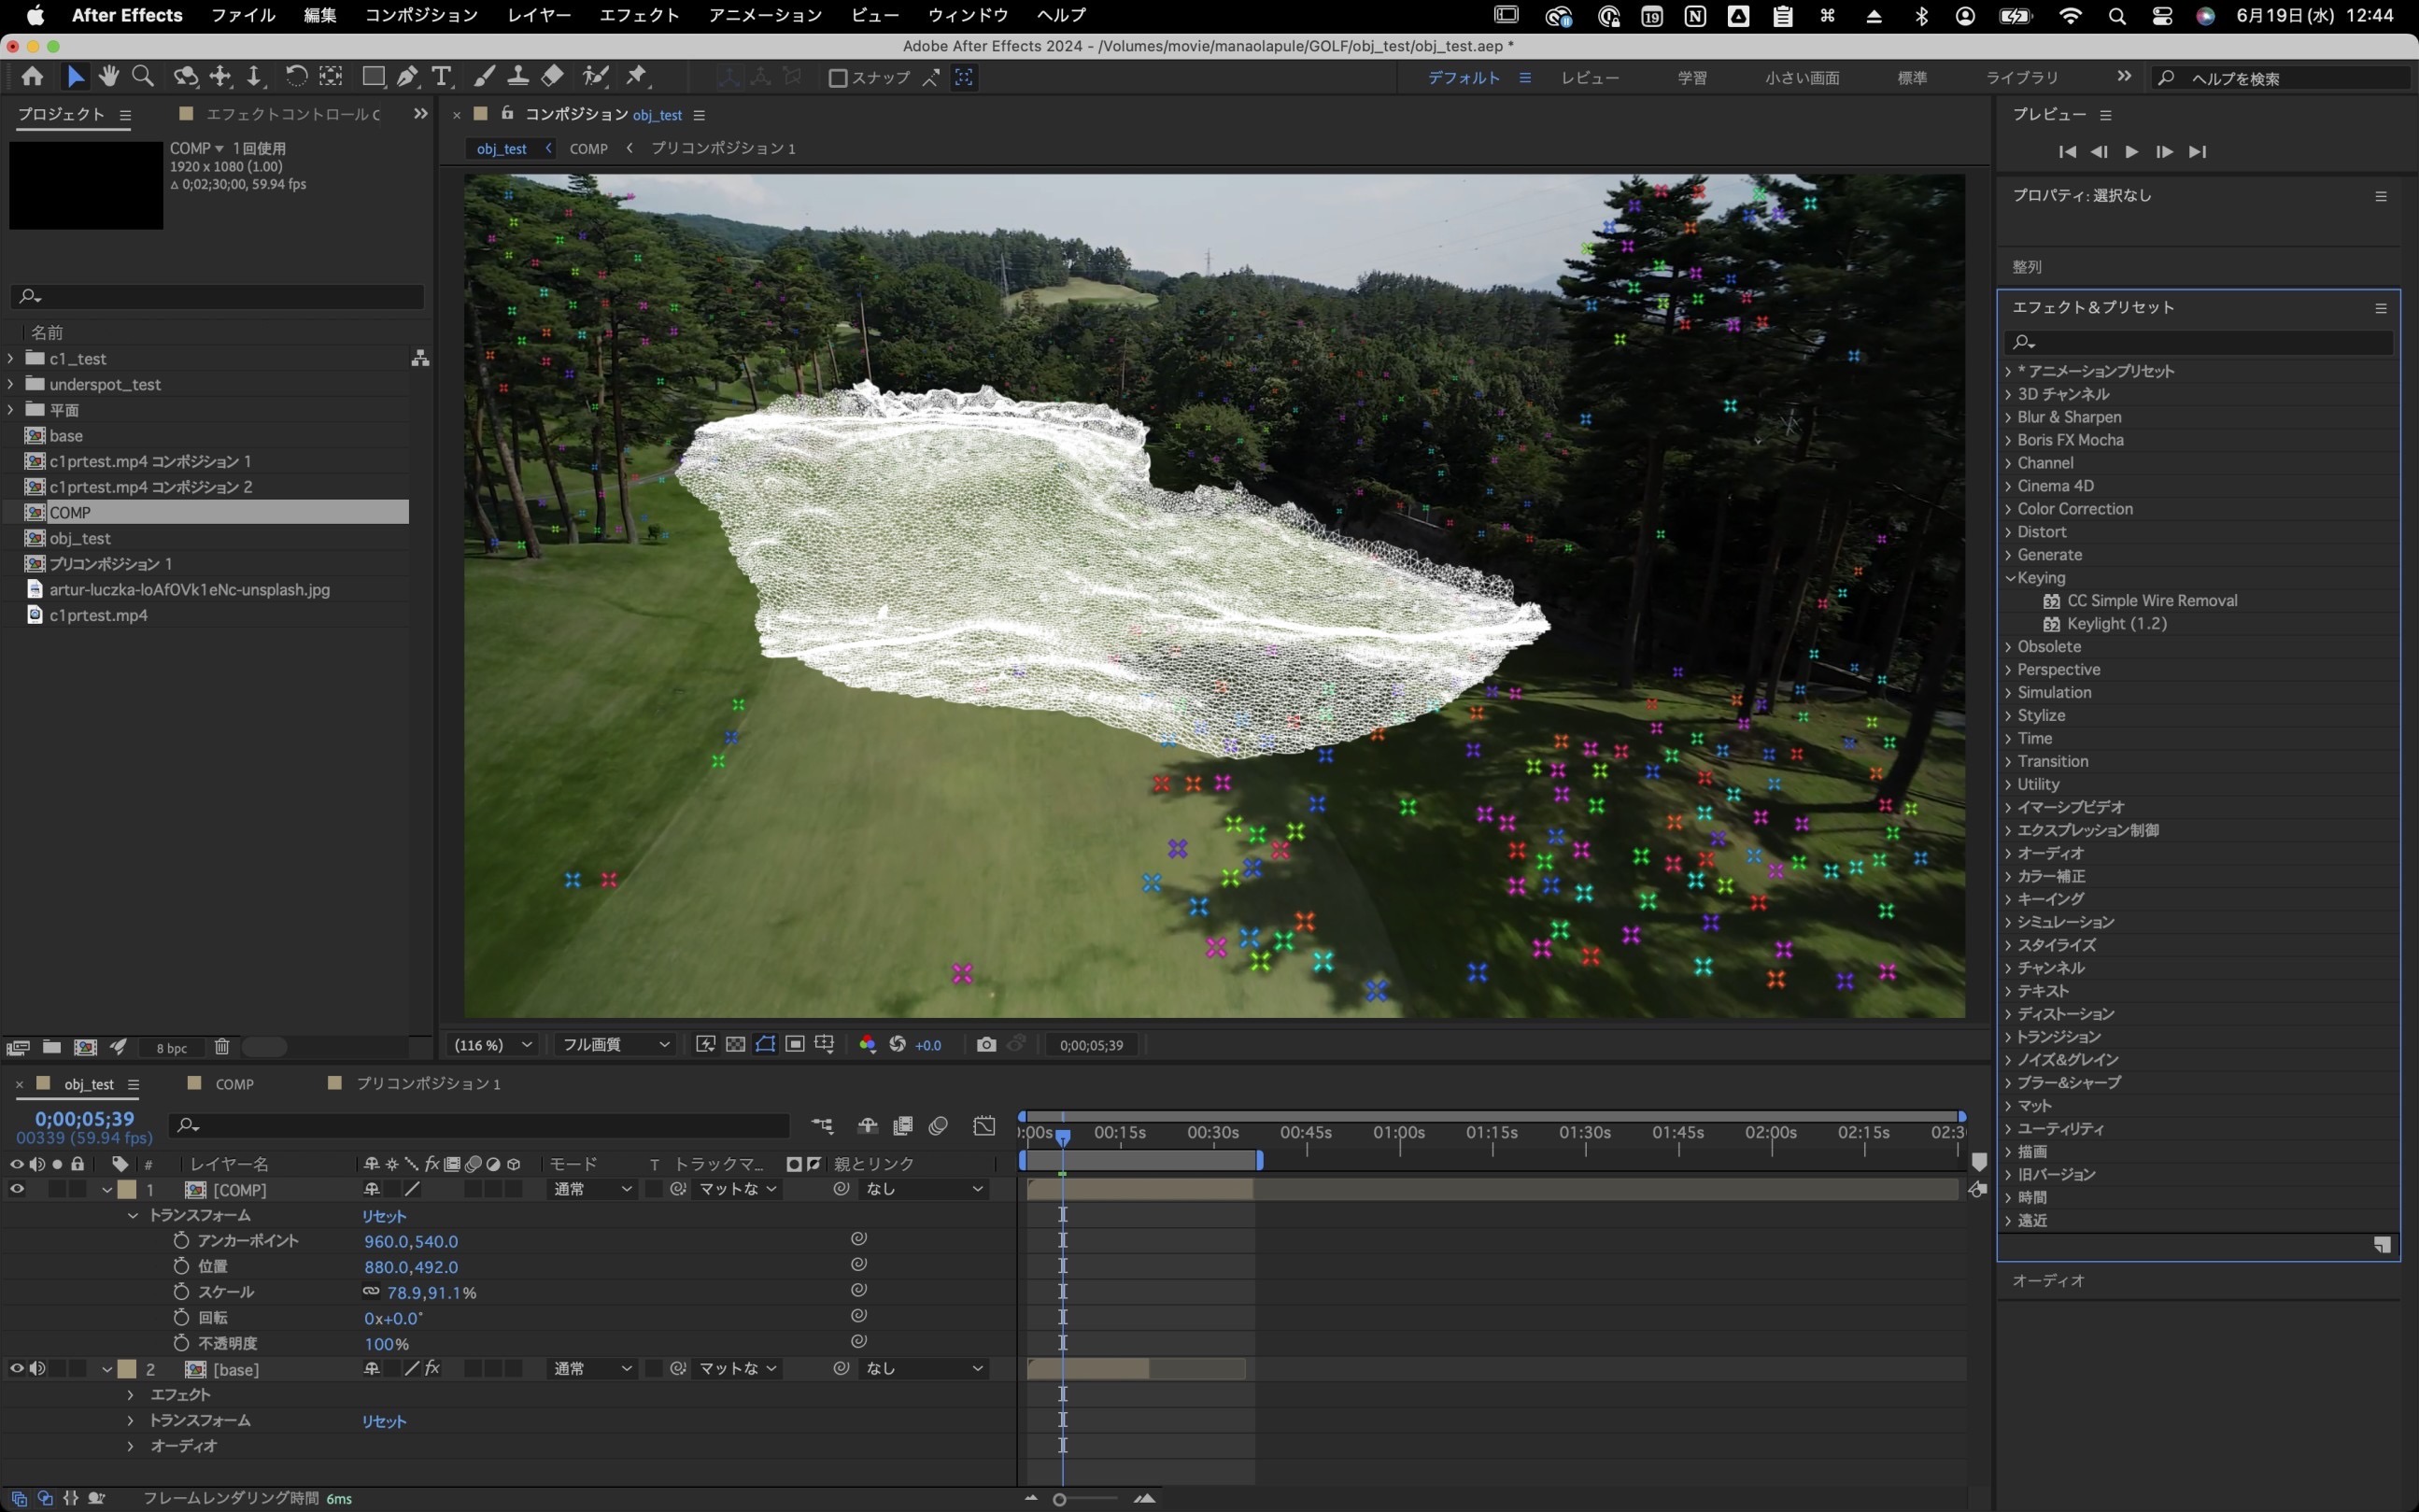 After Effects ファイル 編集 コンポジション レイヤー エフェクト アニメーション ビュー ウィンドウ ヘルプ 19 6月19日(水) 12:44
Adobe After Effects 2024 - /Volumes/movie/manaolapule/GOLF/obj_test/obj_test.aep *
スナップ デフォルト レビュー 学習 小さい画面 標準 ライブラリ ヘルプを検索
プロジェクト エフェクトコントロール C
COMP 1回使用
1920 x 1080 (1.00)
Δ 0;02;30;00, 59.94 fps
名前
c1_test
underspot_test
平面
base
c1prtest.mp4 コンポジション 1
c1prtest.mp4 コンポジション 2
COMP
obj_test
プリコンポジション 1
artur-luczka-loAfOVk1eNc-unsplash.jpg
c1prtest.mp4
8 bpc
コンポジション obj_test
obj_test COMP プリコンポジション 1
(116 %) フル画質 +0.0 0;00;05;39
プレビュー
プロパティ: 選択なし
整列
エフェクト＆プリセット
* アニメーションプリセット
3D チャンネル
Blur & Sharpen
Boris FX Mocha
Channel
Cinema 4D
Color Correction
Distort
Generate
Keying
32 CC Simple Wire Removal
32 Keylight (1.2)
Obsolete
Perspective
Simulation
Stylize
Time
Transition
Utility
イマーシブビデオ
エクスプレッション制御
オーディオ
カラー補正
キーイング
シミュレーション
スタイライズ
チャンネル
テキスト
ディストーション
トランジション
ノイズ&グレイン
ブラー&シャープ
マット
ユーティリティ
描画
旧バージョン
時間
遠近
オーディオ
obj_test COMP プリコンポジション 1
0;00;05;39
00339 (59.94 fps)
:00s 00:15s 00:30s 00:45s 01:00s 01:15s 01:30s 01:45s 02:00s 02:15s 02:3
# レイヤー名 fx モード T トラックマ... 親とリンク
1 [COMP] 通常 マットな なし
トランスフォーム リセット
アンカーポイント 960.0,540.0
位置 880.0,492.0
スケール 78.9,91.1%
回転 0x+0.0°
不透明度 100%
2 [base] fx 通常 マットな なし
エフェクト
トランスフォーム リセット
オーディオ
フレームレンダリング時間 6ms